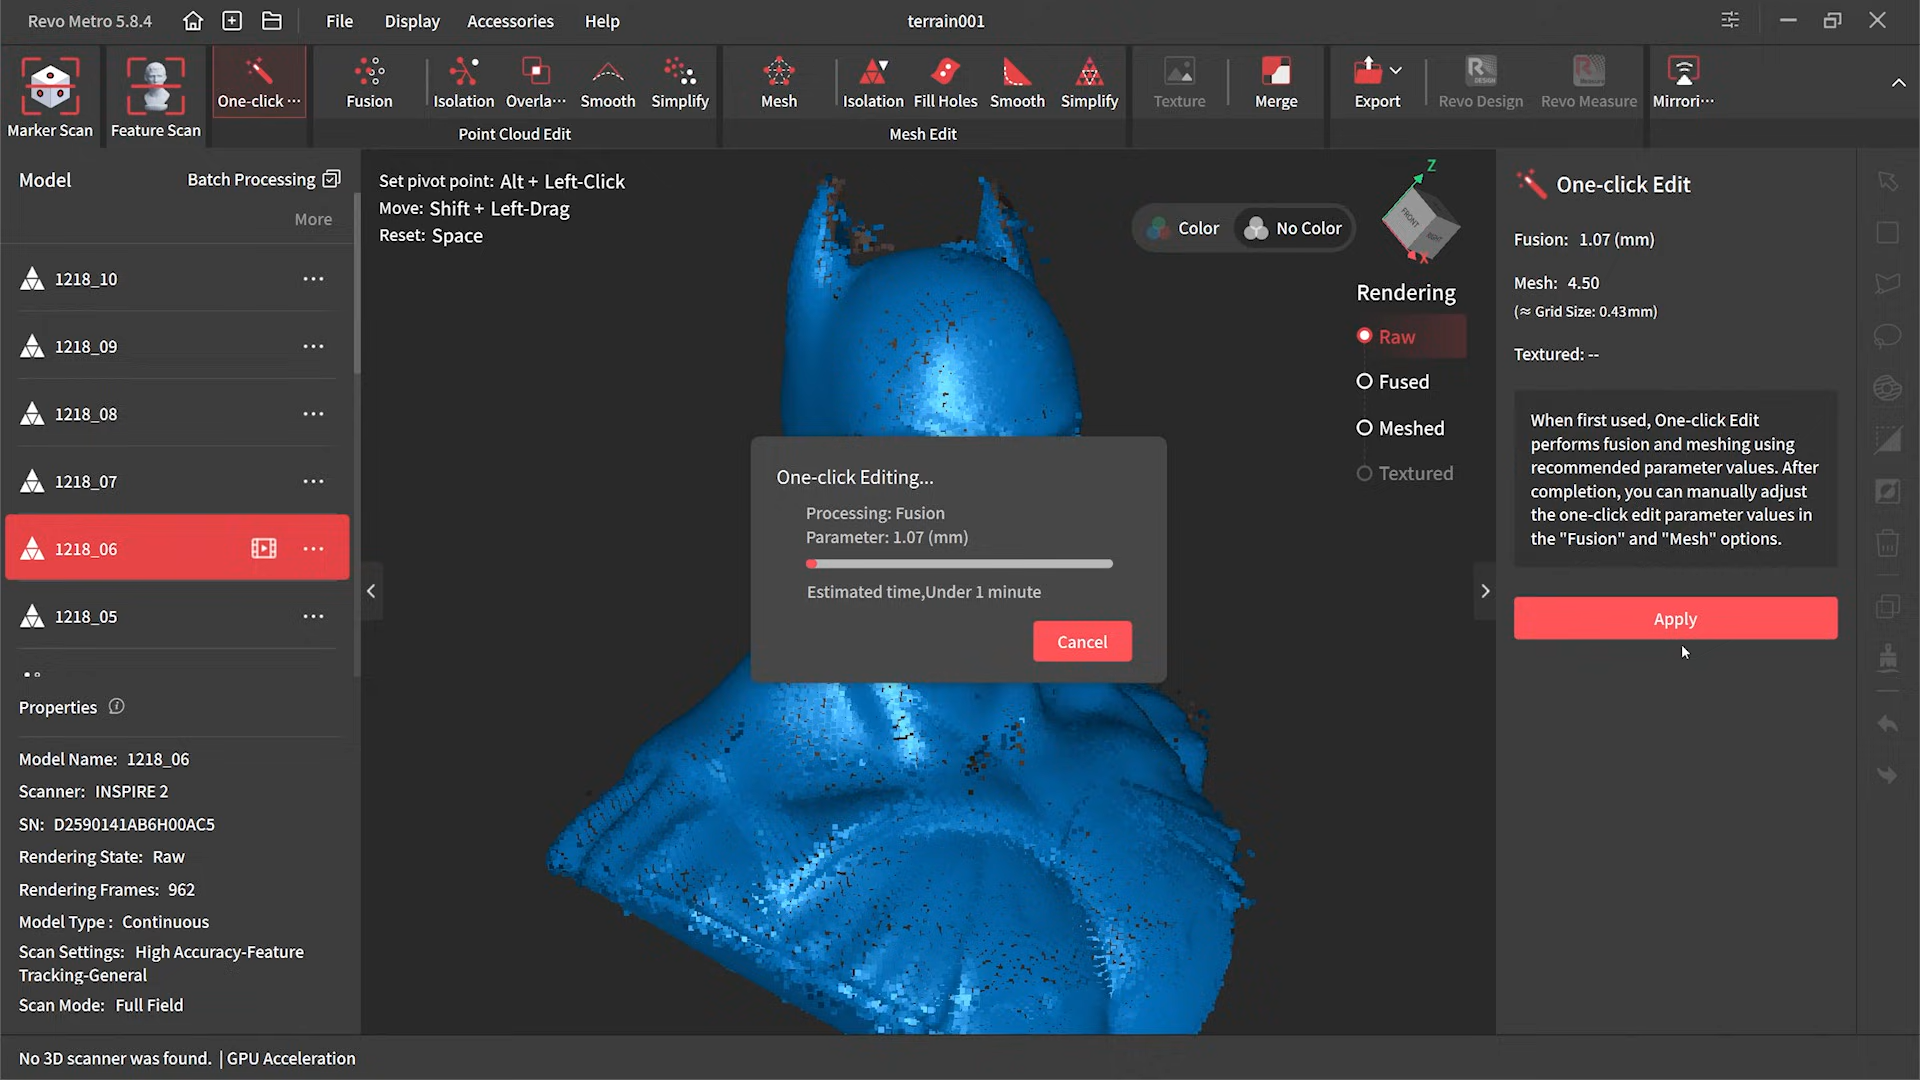 Revo Metro 5.8.4
File
Display
Accessories
Help
terrain001
Marker Scan
Feature Scan
One-click ···
Fusion
Isolation
Overla···
Smooth
Simplify
Point Cloud Edit
Mesh
Isolation
Fill Holes
Smooth
Simplify
Mesh Edit
Texture
Merge
Export
Revo Design
Revo Measure
Mirrori···
Model
Batch Processing
More
1218_10
1218_09
1218_08
1218_07
1218_06
1218_05
Properties
Model Name: 1218_06
Scanner: INSPIRE 2
SN: D2590141AB6H00AC5
Rendering State: Raw
Rendering Frames: 962
Model Type : Continuous
Scan Settings: High Accuracy-Feature
Tracking-General
Scan Mode: Full Field
Set pivot point: Alt + Left-Click
Move: Shift + Left-Drag
Reset: Space
Color
No Color
Z
FRONT
RIGHT
X
Rendering
Raw
Fused
Meshed
Textured
One-click Editing...
Processing: Fusion
Parameter: 1.07 (mm)
Estimated time,Under 1 minute
Cancel
One-click Edit
Fusion: 1.07 (mm)
Mesh: 4.50
(≈ Grid Size: 0.43mm)
Textured: --
When first used, One-click Edit
performs fusion and meshing using
recommended parameter values. After
completion, you can manually adjust
the one-click edit parameter values in
the "Fusion" and "Mesh" options.
Apply
No 3D scanner was found. | GPU Acceleration